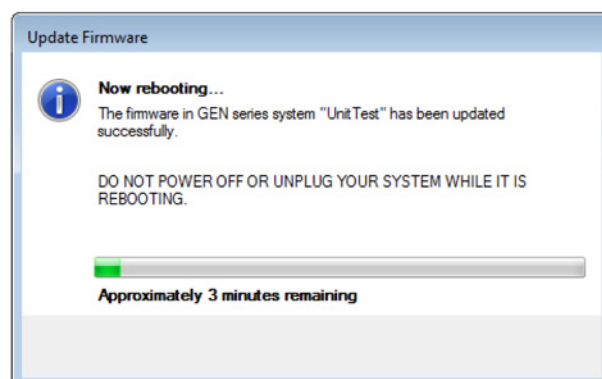 Update Firmware
Now rebooting...
The firmware in GEN series system "UnitTest" has been updated
successfully.
DO NOT POWER OFF OR UNPLUG YOUR SYSTEM WHILE IT IS
REBOOTING.
Approximately 3 minutes remaining